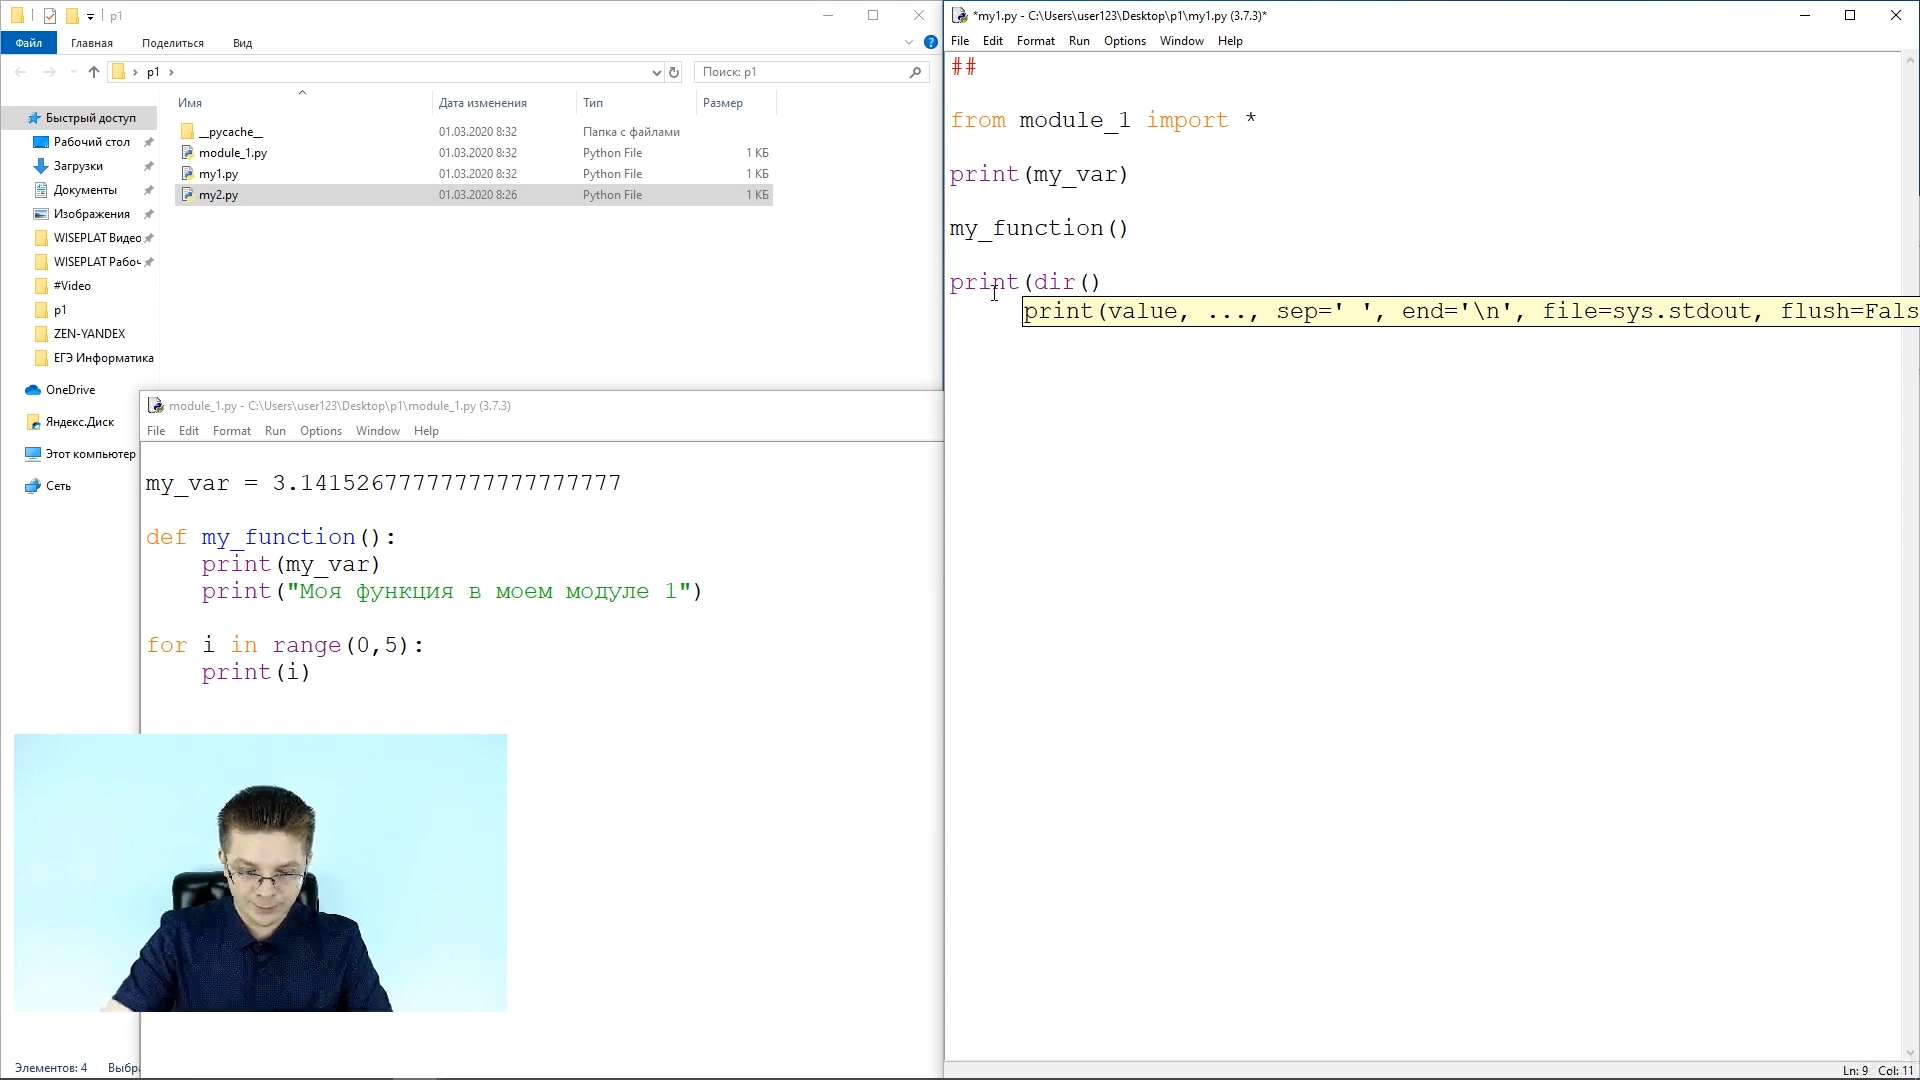 p1
Файл Главная Поделиться Вид
p1
Поиск: p1
Имя Дата изменения Тип Размер
__pycache__ 01.03.2020 8:32 Папка с файлами
module_1.py 01.03.2020 8:32 Python File 1 КБ
my1.py 01.03.2020 8:32 Python File 1 КБ
my2.py 01.03.2020 8:26 Python File 1 КБ
Быстрый доступ
Рабочий стол
Загрузки
Документы
Изображения
WISEPLAT Видео
WISEPLAT Рабоч
#Video
p1
ZEN-YANDEX
ЕГЭ Информатика
OneDrive
Яндекс.Диск
Этот компьютер
Сеть
Элементов: 4 Выбр
module_1.py - C:\Users\user123\Desktop\p1\module_1.py (3.7.3)
File Edit Format Run Options Window Help
my_var = 3.1415267777777777777777
def my_function():
print(my_var)
print("Моя функция в моем модуле 1")
for i in range(0,5):
print(i)
*my1.py - C:\Users\user123\Desktop\p1\my1.py (3.7.3)*
File Edit Format Run Options Window Help
##
from module_1 import *
print(my_var)
my_function()
print(dir()
print(value, ..., sep=' ', end='\n', file=sys.stdout, flush=Fals
Ln: 9 Col: 11